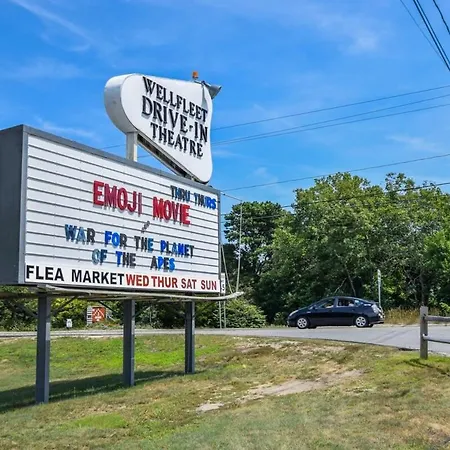 WELLFLEET
DRIVE-IN
THEATRE
THU THURS
EMOJI MOVIE
WAR FOR THE PLANET
OF THE APES
FLEA MARKET WED THUR SAT SUN